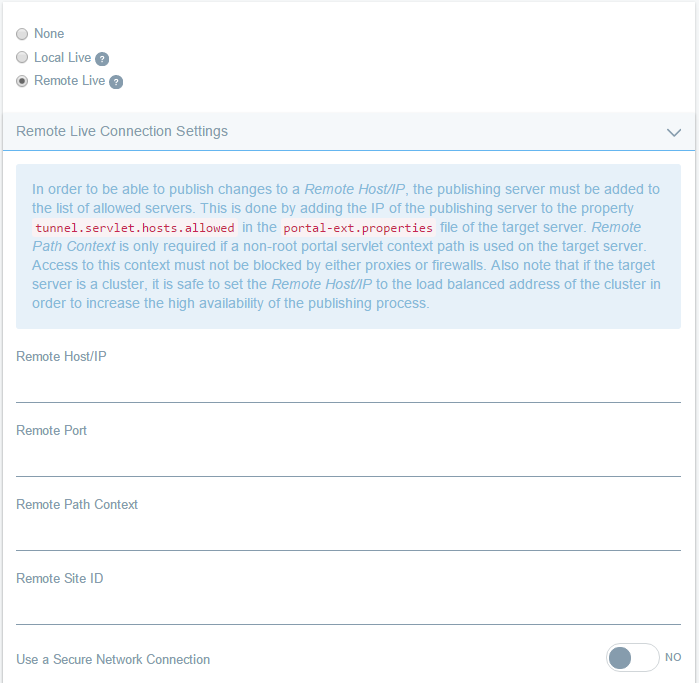 None
Local Live ?
Remote Live ?
Remote Live Connection Settings
In order to be able to publish changes to a Remote Host/IP, the publishing server must be added to
the list of allowed servers. This is done by adding the IP of the publishing server to the property
tunnel.servlet.hosts.allowed in the portal-ext.properties file of the target server. Remote
Path Context is only required if a non-root portal servlet context path is used on the target server.
Access to this context must not be blocked by either proxies or firewalls. Also note that if the target
server is a cluster, it is safe to set the Remote Host/IP to the load balanced address of the cluster in
order to increase the high availability of the publishing process.
Remote Host/IP
Remote Port
Remote Path Context
Remote Site ID
Use a Secure Network Connection NO